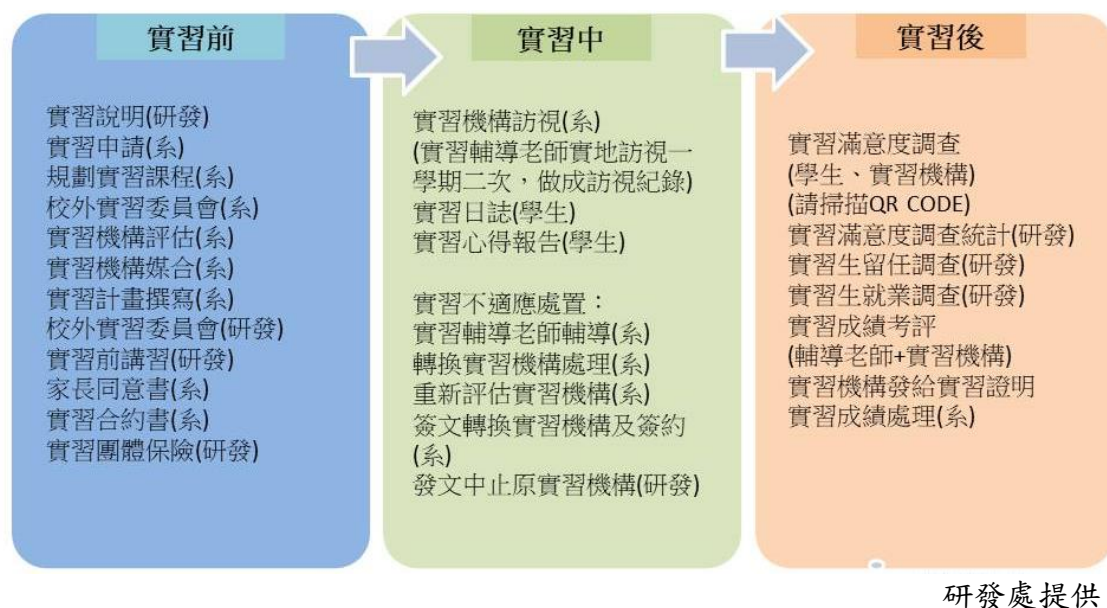 實習前
實習說明(研發)
實習申請(系)
規劃實習課程(系)
校外實習委員會(系)
實習機構評估(系)
實習機構媒合(系)
實習計畫撰寫(系)
校外實習委員會(研發)
實習前講習(研發)
家長同意書(系)
實習合約書(系)
實習團體保險(研發)
實習中
實習機構訪視(系)
(實習輔導老師實地訪視一
學期二次，做成訪視紀錄)
實習日誌(學生)
實習心得報告(學生)
實習不適應處置：
實習輔導老師輔導(系)
轉換實習機構處理(系)
重新評估實習機構(系)
簽文轉換實習機構及簽約
(系)
發文中止原實習機構(研發)
實習後
實習滿意度調查
(學生、實習機構)
(請掃描QR CODE)
實習滿意度調查統計(研發)
實習生留任調查(研發)
實習生就業調查(研發)
實習成績考評
(輔導老師+實習機構)
實習機構發給實習證明
實習成績處理(系)
研發處提供